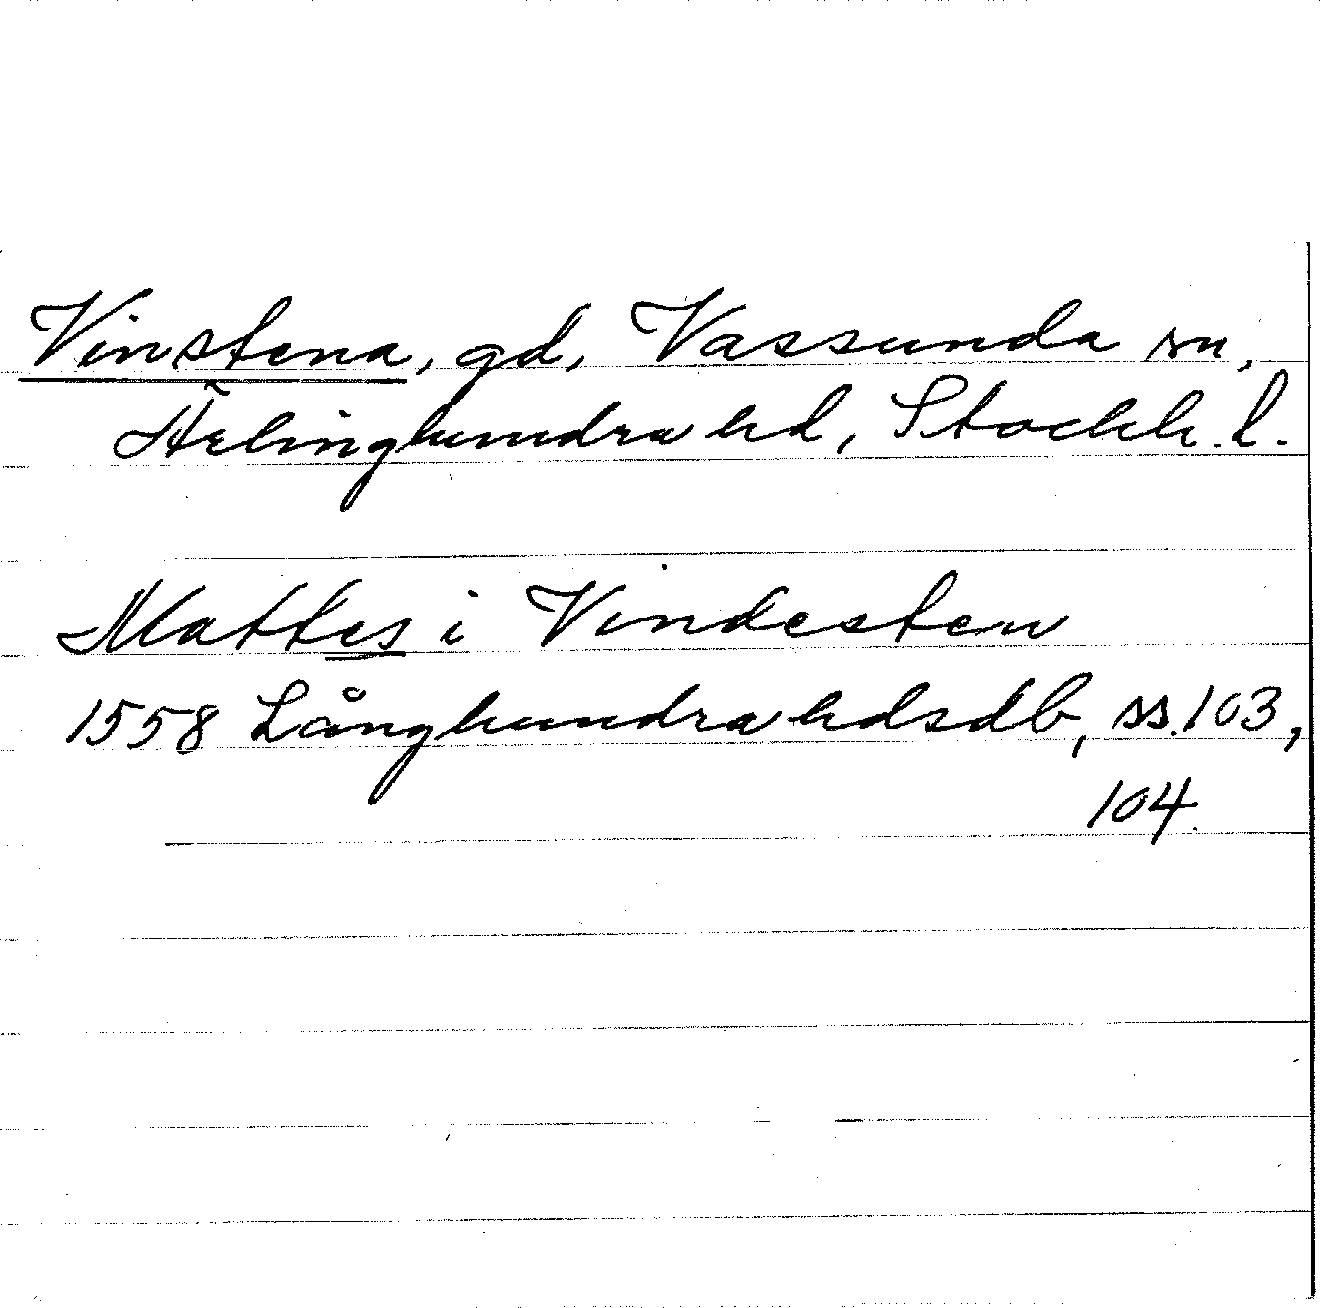 Vinstena, gd, Vassunda sn,
Ärlinghundra hd, Stockh. l.
Mattes i Vindesten
1558 Långhundra hdsdb, ss. 103,
104.